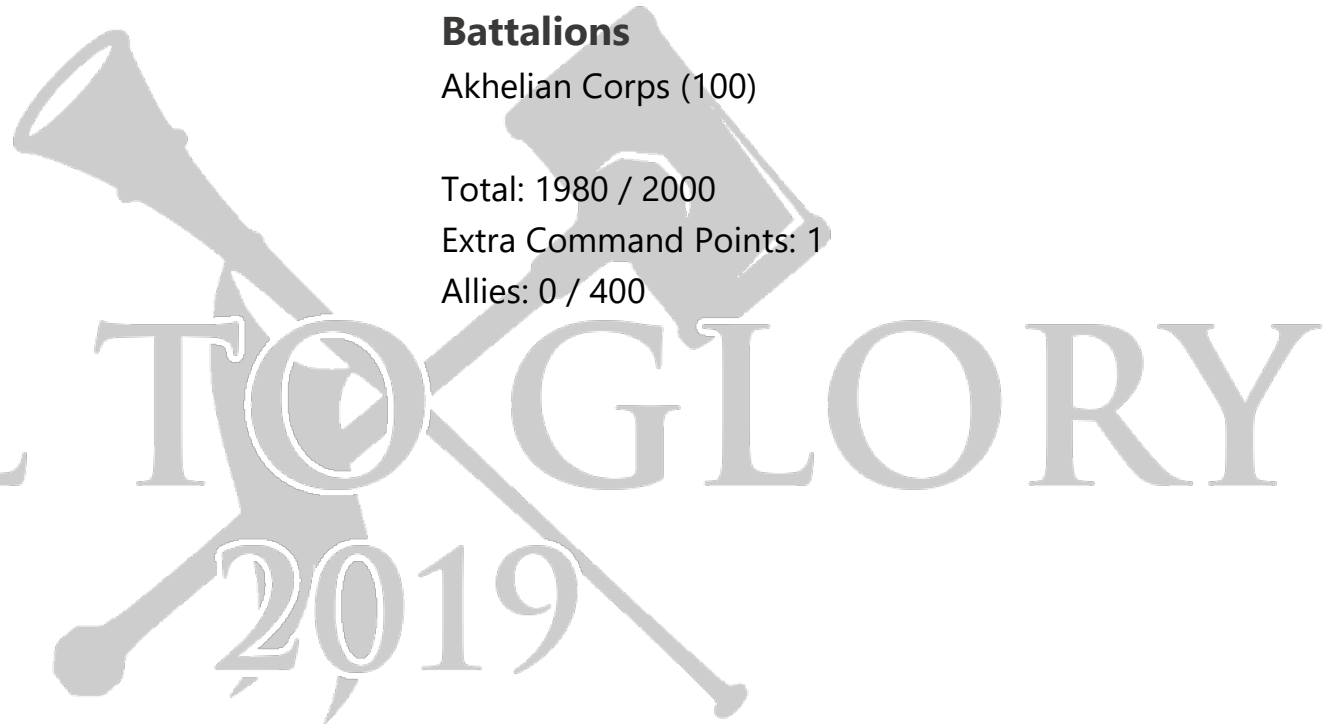 Battalions
Akhelian Corps (100)
Total: 1980 / 2000
Extra Command Points: 1
Allies: 0 / 400
L TO GLORY
2019